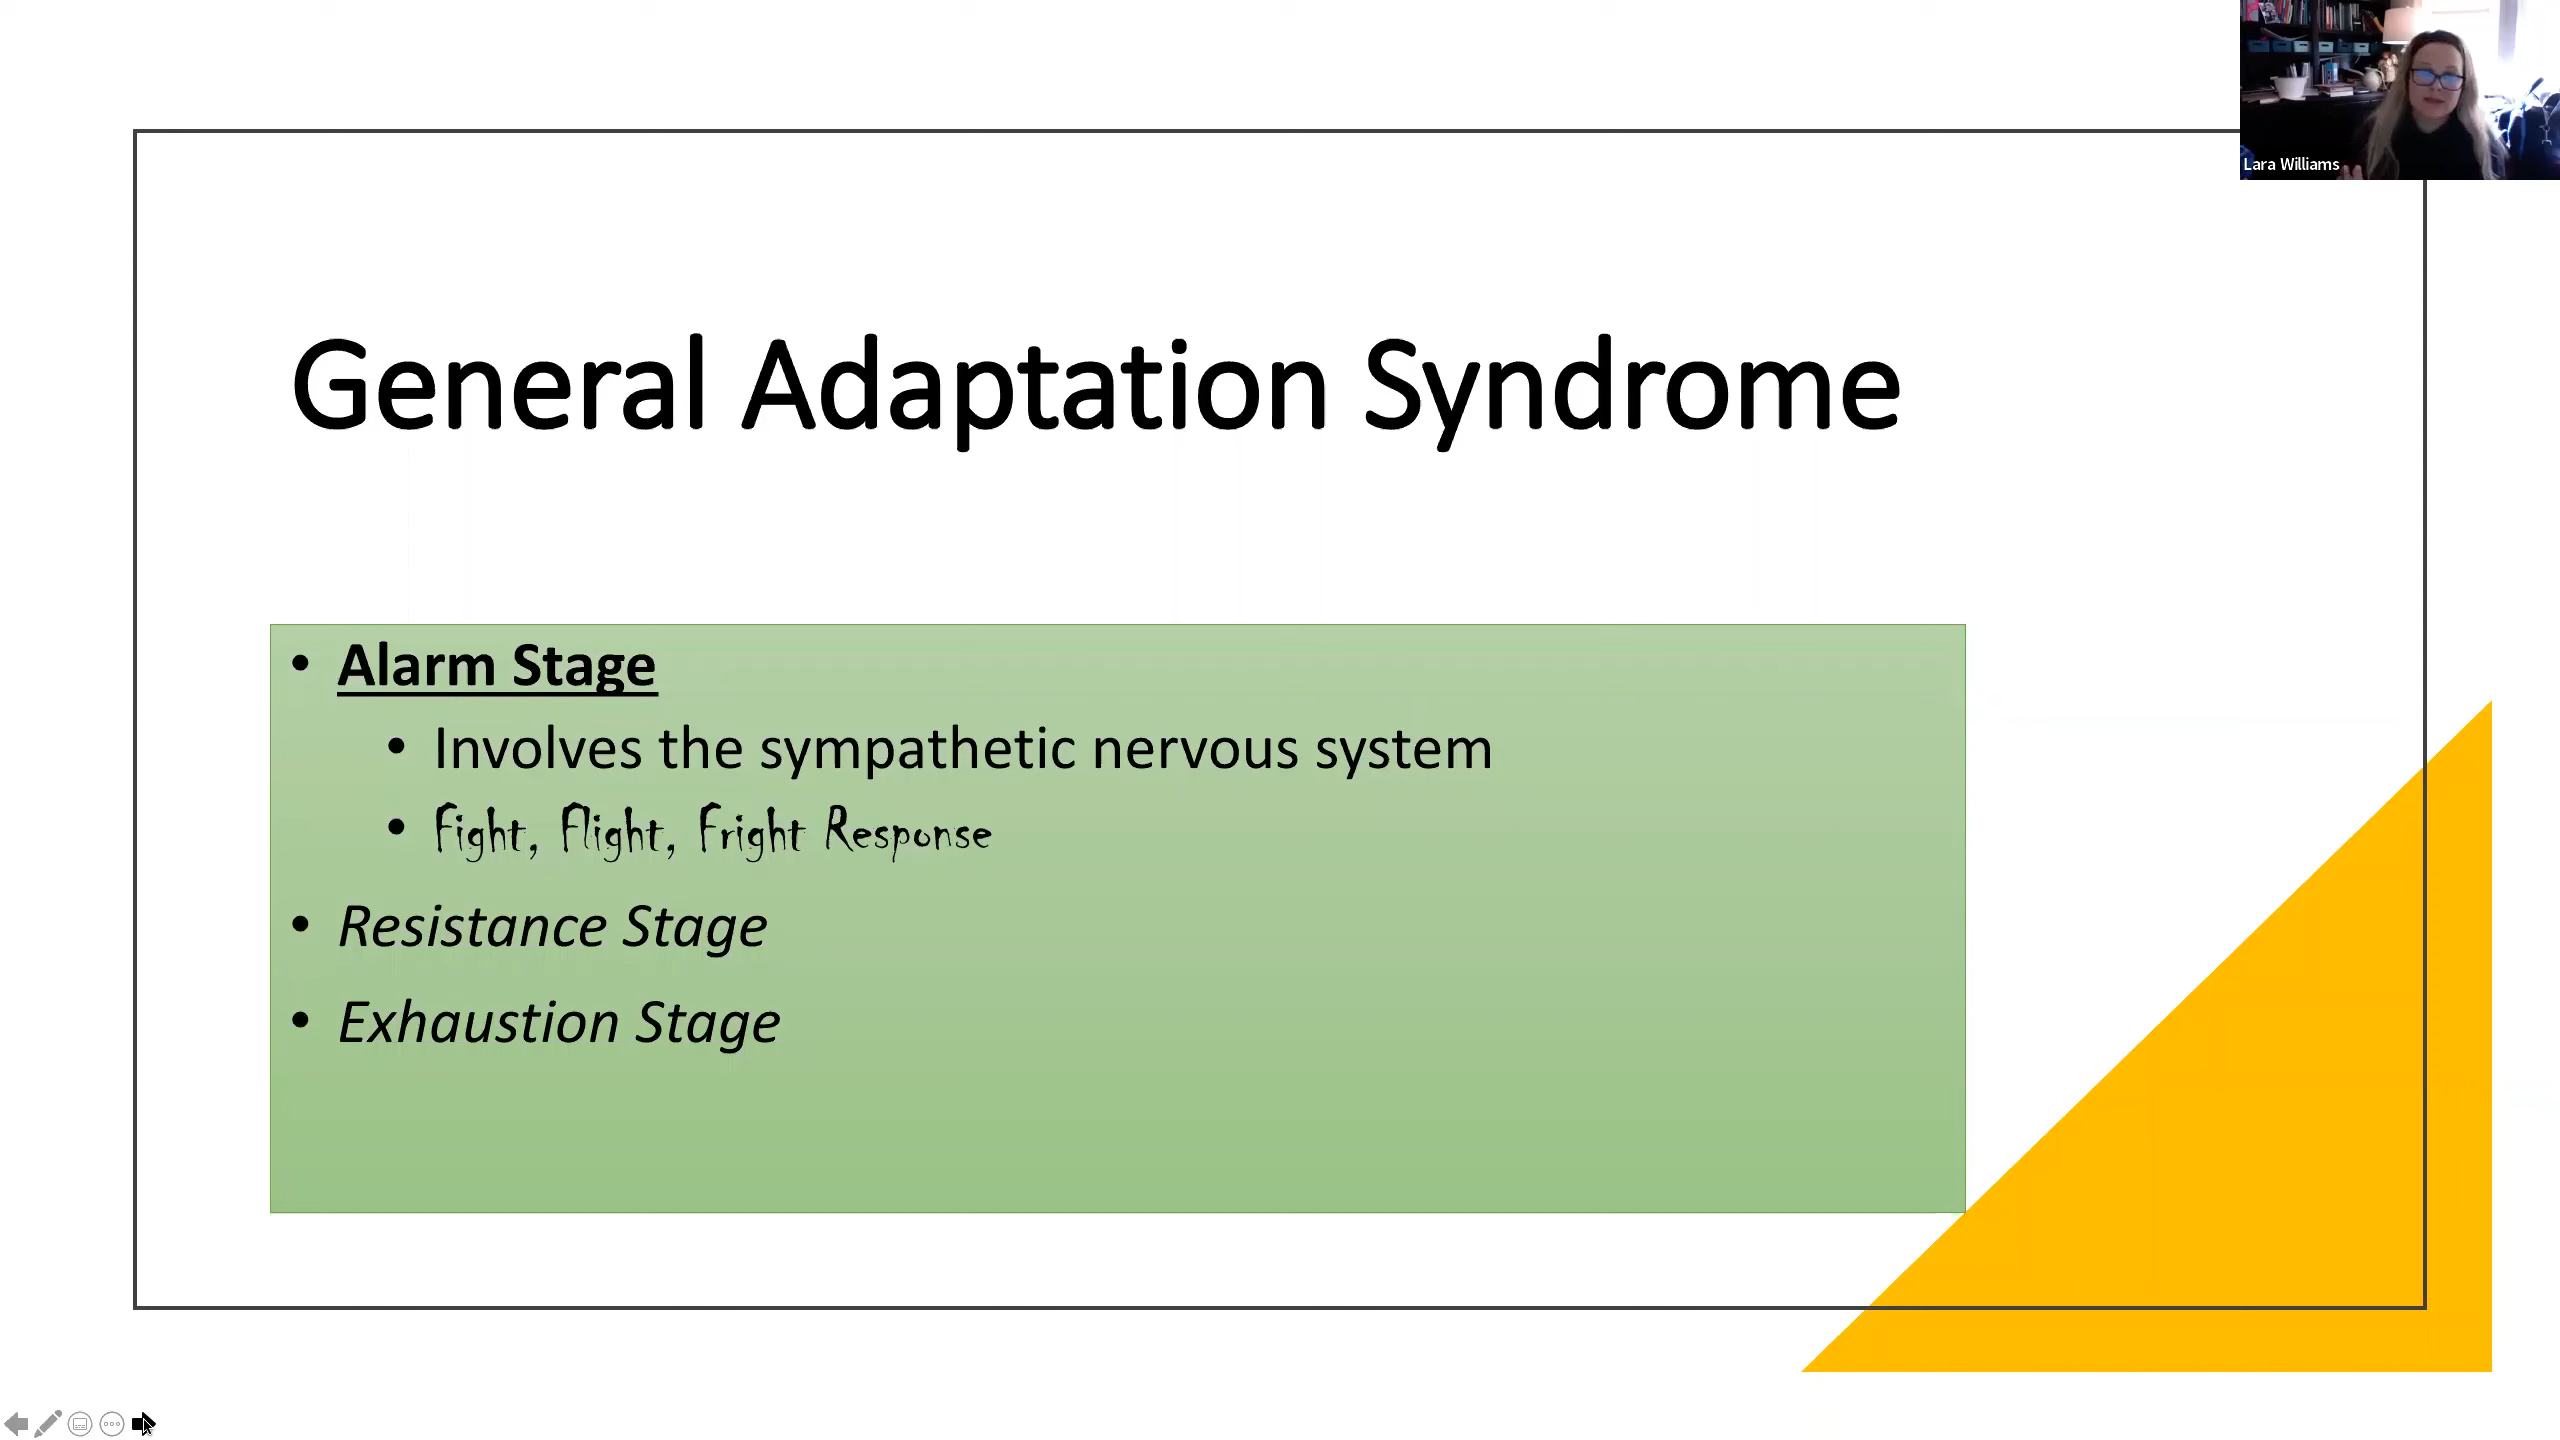 Lara Williams
General Adaptation Syndrome
• Alarm Stage
• Involves the sympathetic nervous system
• Fight, Flight, Fright Response
• Resistance Stage
• Exhaustion Stage